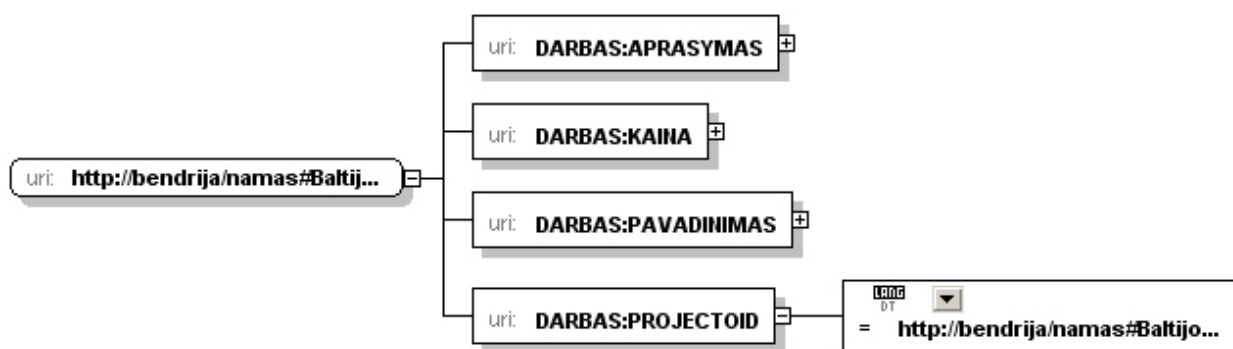 uri: DARBAS:APRASYMAS
uri: DARBAS:KAINA
uri: http://bendrija/namas#Baltij...
uri: DARBAS:PAVADINIMAS
LANG
DT
uri: DARBAS:PROJECTOID
= http://bendrija/namas#Baltijo...